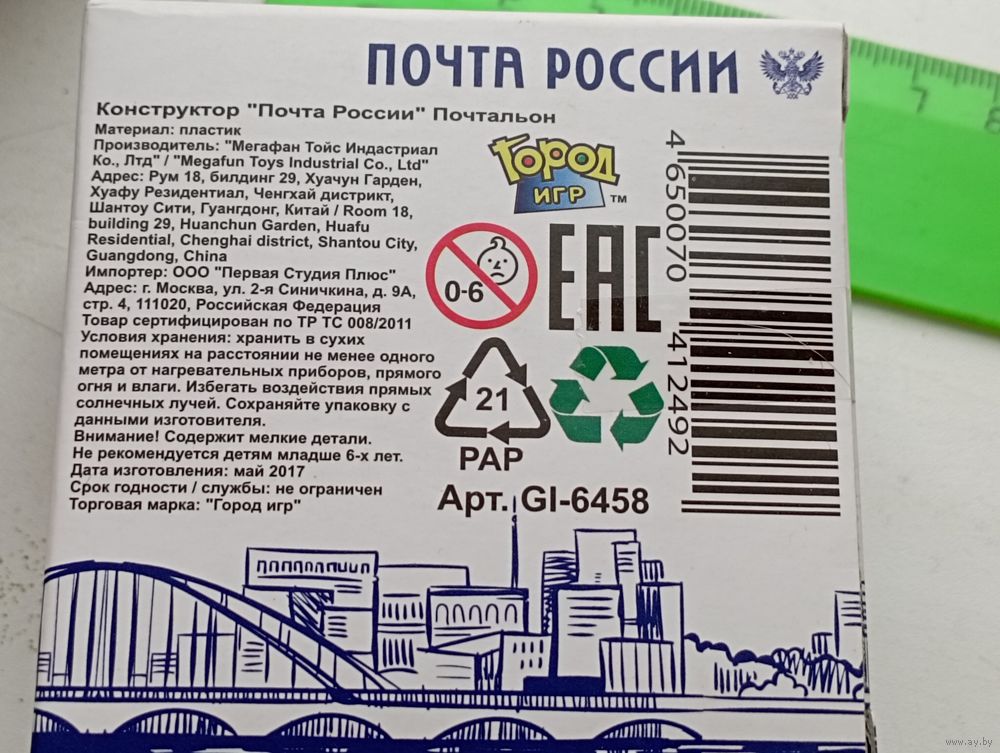 ПОЧТА РОССИИ
Конструктор "Почта России" Почтальон
Материал: пластик
Производитель: "Мегафан Тойс Индастриал
Ко., Лтд" / "Megafun Toys Industrial Co., Ltd"
Адрес: Рум 18, билдинг 29, Хуачун Гарден,
Хуафу Резидентиал, Ченгхай дистрикт,
Шантоу Сити, Гуангдонг, Китай / Room 18,
building 29, Huanchun Garden, Huafu
Residential, Chenghai district, Shantou City,
Guangdong, China
Импортер: ООО "Первая Студия Плюс"
Адрес: г. Москва, ул. 2-я Синичкина, д. 9А,
стр. 4, 111020, Российская Федерация
Товар сертифицирован по ТР ТС 008/2011
Условия хранения: хранить в сухих
помещениях на расстоянии не менее одного
метра от нагревательных приборов, прямого
огня и влаги. Избегать воздействия прямых
солнечных лучей. Сохраняйте упаковку с
данными изготовителя.
Внимание! Содержит мелкие детали.
Не рекомендуется детям младше 6-х лет.
Дата изготовления: май 2017
Срок годности / службы: не ограничен
Торговая марка: "Город игр"
Город
ИГР ™
0-6
EAC
21
PAP
Арт. GI-6458
4 650070 412492
7 8
www.ay.by